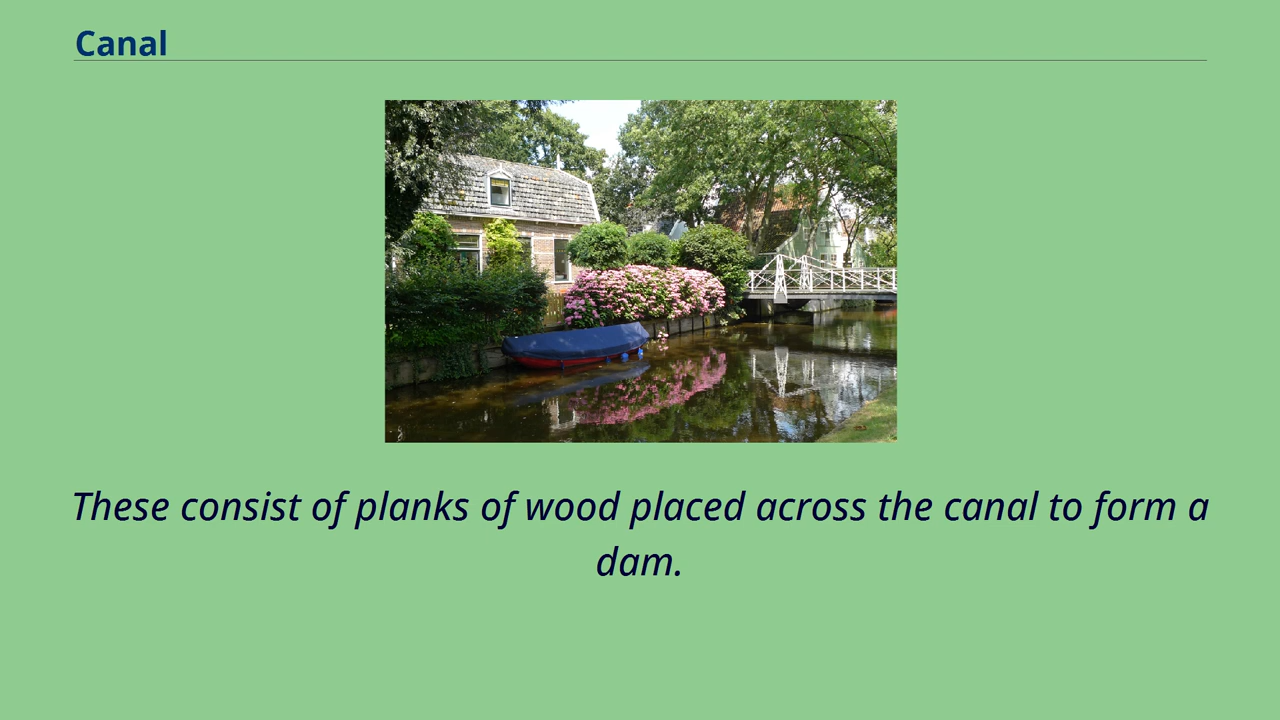 Canal
These consist of planks of wood placed across the canal to form a
dam.